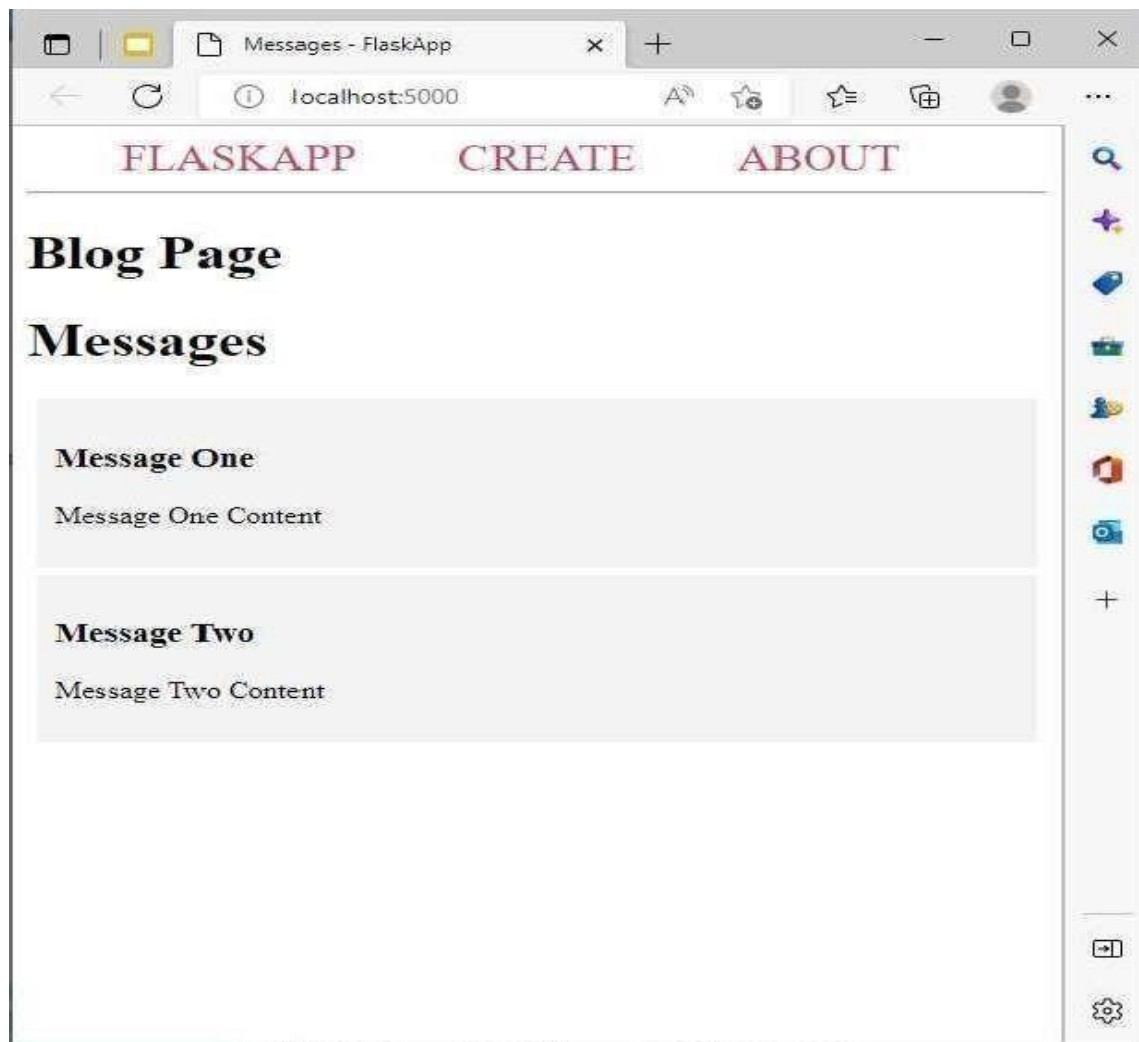 Messages - FlaskApp
localhost:5000
FLASKAPP CREATE ABOUT
Blog Page
Messages
Message One
Message One Content
Message Two
Message Two Content